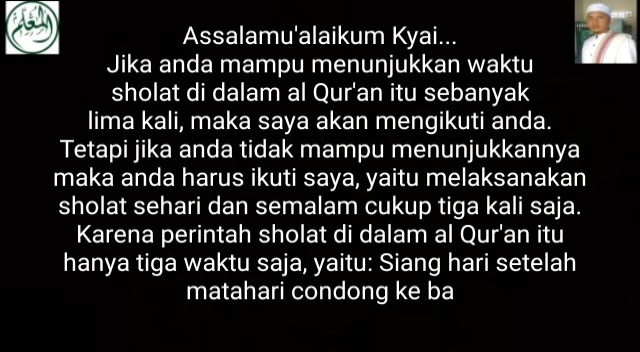 المعلم
Assalamu'alaikum Kyai...
Jika anda mampu menunjukkan waktu
sholat di dalam al Qur'an itu sebanyak
lima kali, maka saya akan mengikuti anda.
Tetapi jika anda tidak mampu menunjukkannya
maka anda harus ikuti saya, yaitu melaksanakan
sholat sehari dan semalam cukup tiga kali saja.
Karena perintah sholat di dalam al Qur'an itu
hanya tiga waktu saja, yaitu: Siang hari setelah
matahari condong ke ba